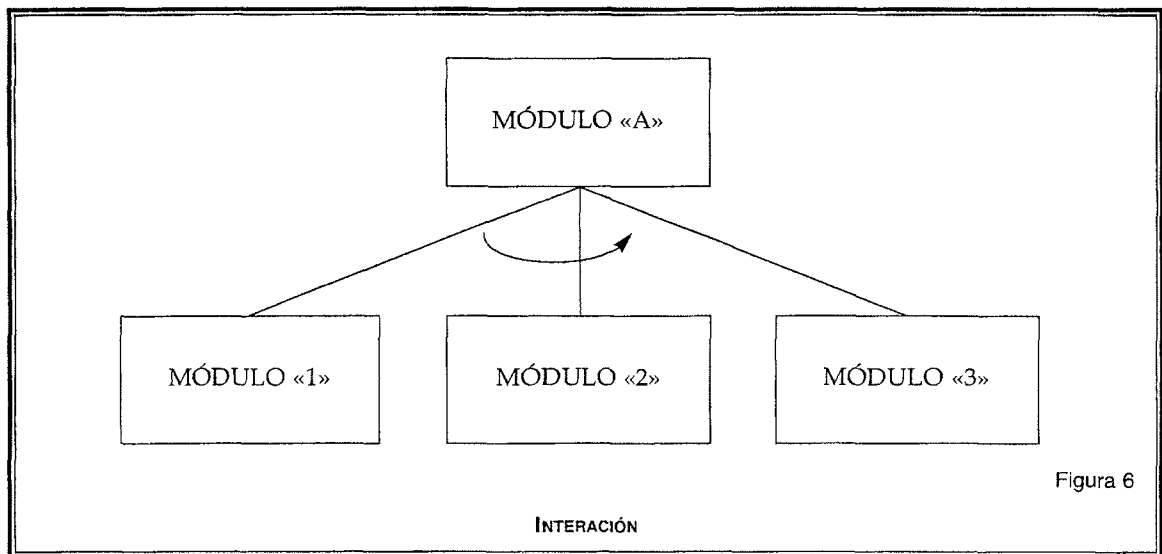 MÓDULO «A»
MÓDULO «1»
MÓDULO «2»
MÓDULO «3»
Figura 6
INTERACIÓN